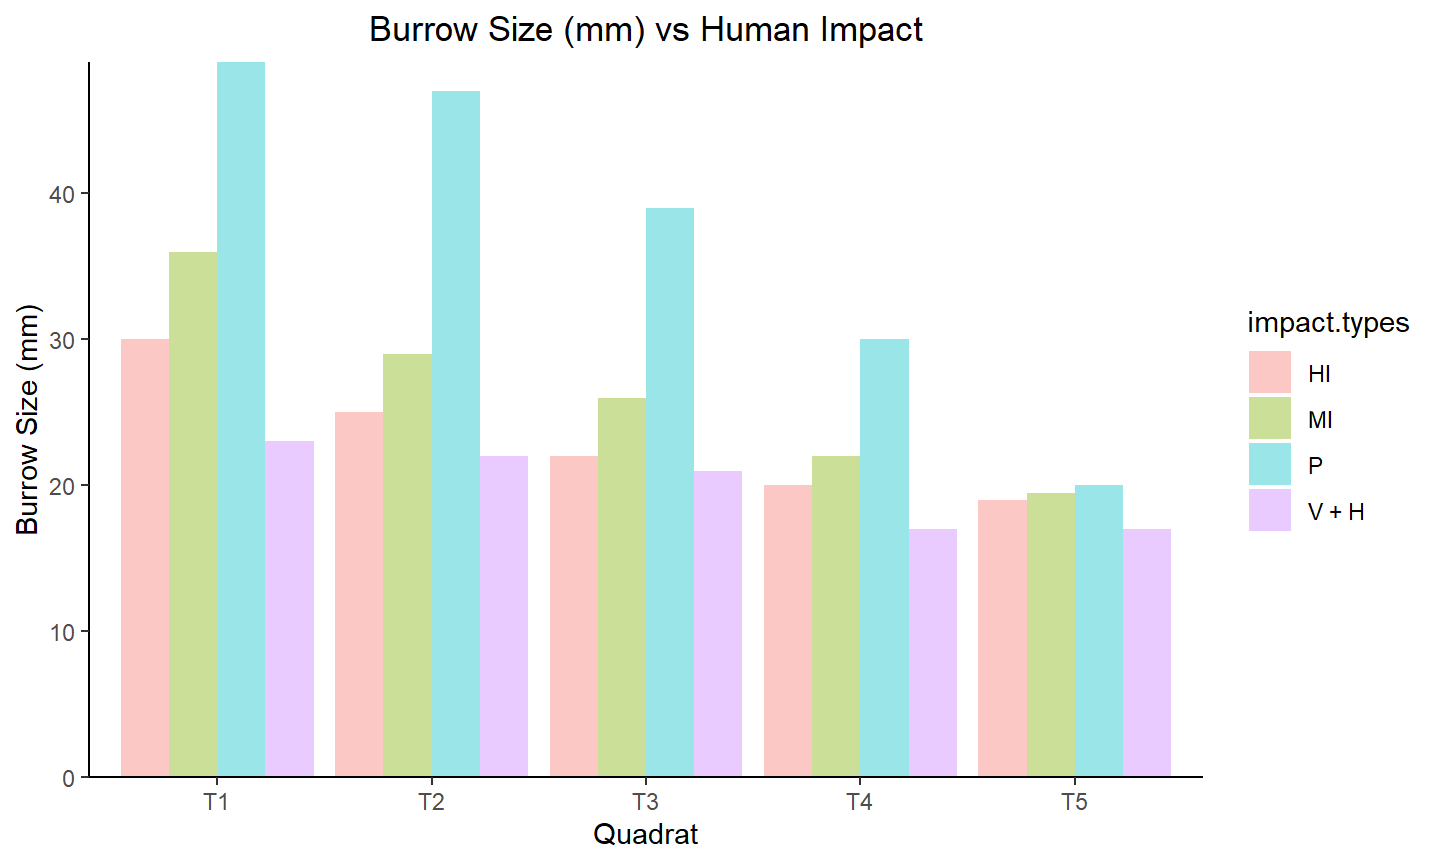 Burrow Size (mm) vs Human Impact
Burrow Size (mm)
40
30
20
10
0
T1 T2 T3 T4 T5
Quadrat
impact.types
HI
MI
P
V + H